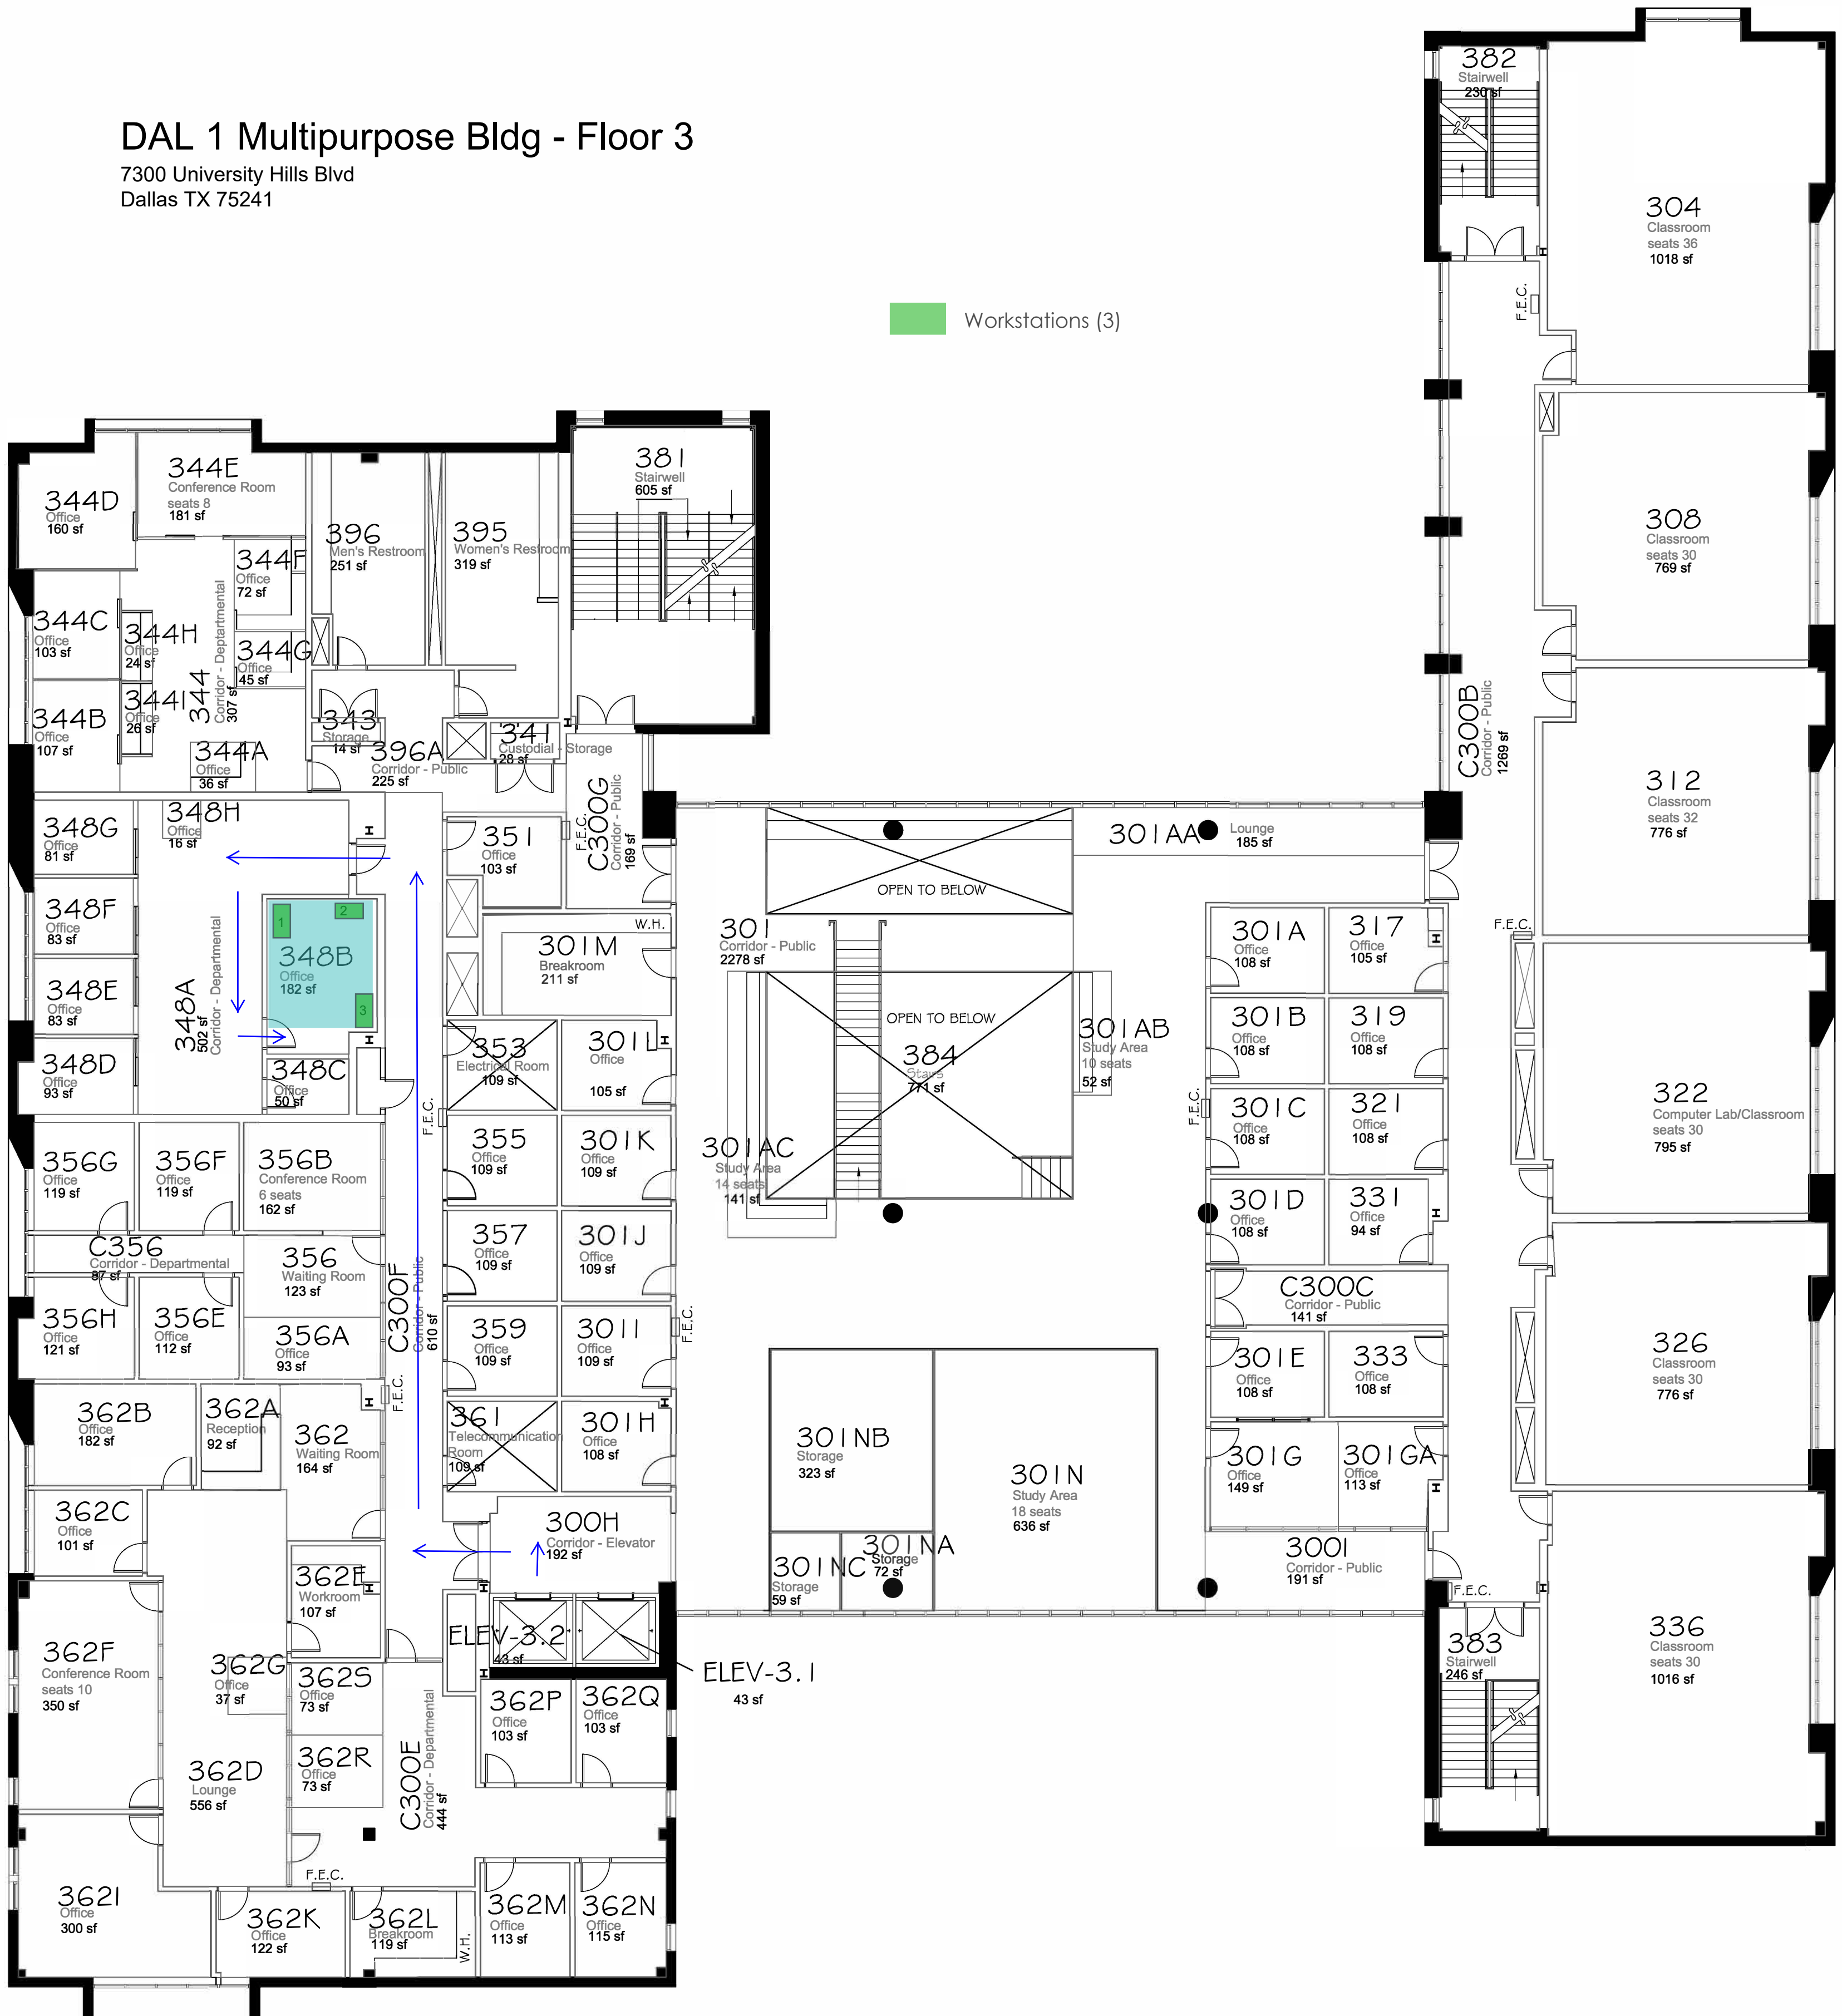 DAL 1 Multipurpose Bldg - Floor 3
7300 University Hills Blvd
Dallas TX 75241
Workstations (3)
382
Stairwell
230 sf
304
Classroom
seats 36
1018 sf
F.E.C.
308
Classroom
seats 30
769 sf
C300B
Corridor - Public
1269 sf
312
Classroom
seats 32
776 sf
F.E.C.
322
Computer Lab/Classroom
seats 30
795 sf
326
Classroom
seats 30
776 sf
336
Classroom
seats 30
1016 sf
F.E.C.
383
Stairwell
246 sf
344D
Office
160 sf
344E
Conference Room
seats 8
181 sf
344F
Office
72 sf
344C
Office
103 sf
344H
Office
24 sf
344G
Office
45 sf
344
Corridor - Deptartmental
307 sf
344B
Office
107 sf
344I
Office
26 sf
344A
Office
36 sf
396
Men's Restroom
251 sf
395
Women's Restroom
319 sf
381
Stairwell
605 sf
343
Storage
14 sf
396A
Corridor - Public
225 sf
341
Custodial - Storage
28 sf
C300G
Corridor - Public
169 sf
F.E.C.
348G
Office
81 sf
348H
Office
16 sf
H
351
Office
103 sf
348F
Office
83 sf
1
2
348B
Office
182 sf
3
348E
Office
83 sf
348A
Corridor - Departmental
502 sf
348D
Office
93 sf
348C
Office
50 sf
H
W.H.
301M
Breakroom
211 sf
353
Electrical Room
109 sf
301L
Office
105 sf
H
F.E.C.
355
Office
109 sf
301K
Office
109 sf
357
Office
109 sf
301J
Office
109 sf
359
Office
109 sf
301I
Office
109 sf
F.E.C.
361
Telecommunication
Room
109 sf
301H
Office
108 sf
H
356G
Office
119 sf
356F
Office
119 sf
356B
Conference Room
6 seats
162 sf
C356
Corridor - Departmental
87 sf
356
Waiting Room
123 sf
C300F
Corridor - Public
610 sf
356H
Office
121 sf
356E
Office
112 sf
356A
Office
93 sf
362B
Office
182 sf
362A
Reception
92 sf
362
Waiting Room
164 sf
H
F.E.C.
362C
Office
101 sf
300H
Corridor - Elevator
192 sf
362E
Workroom
107 sf
H
H
ELEV-3.2
43 sf
ELEV-3.1
43 sf
362F
Conference Room
seats 10
350 sf
362G
Office
37 sf
362S
Office
73 sf
H
362P
Office
103 sf
362Q
Office
103 sf
362D
Lounge
556 sf
362R
Office
73 sf
C300E
Corridor - Departmental
444 sf
F.E.C.
362I
Office
300 sf
362K
Office
122 sf
362L
Breakroom
119 sf
W.H.
362M
Office
113 sf
362N
Office
115 sf
301AA
Lounge
185 sf
OPEN TO BELOW
301
Corridor - Public
2278 sf
OPEN TO BELOW
384
Stairs
771 sf
301AB
Study Area
10 seats
52 sf
301AC
Study Area
14 seats
141 sf
301NB
Storage
323 sf
301N
Study Area
18 seats
636 sf
301NA
Storage
72 sf
301NC
Storage
59 sf
301A
Office
108 sf
317
Office
105 sf
H
301B
Office
108 sf
319
Office
108 sf
F.E.C.
301C
Office
108 sf
321
Office
108 sf
301D
Office
108 sf
331
Office
94 sf
H
C300C
Corridor - Public
141 sf
301E
Office
108 sf
333
Office
108 sf
301G
Office
149 sf
301GA
Office
113 sf
H
300I
Corridor - Public
191 sf
H
H
H